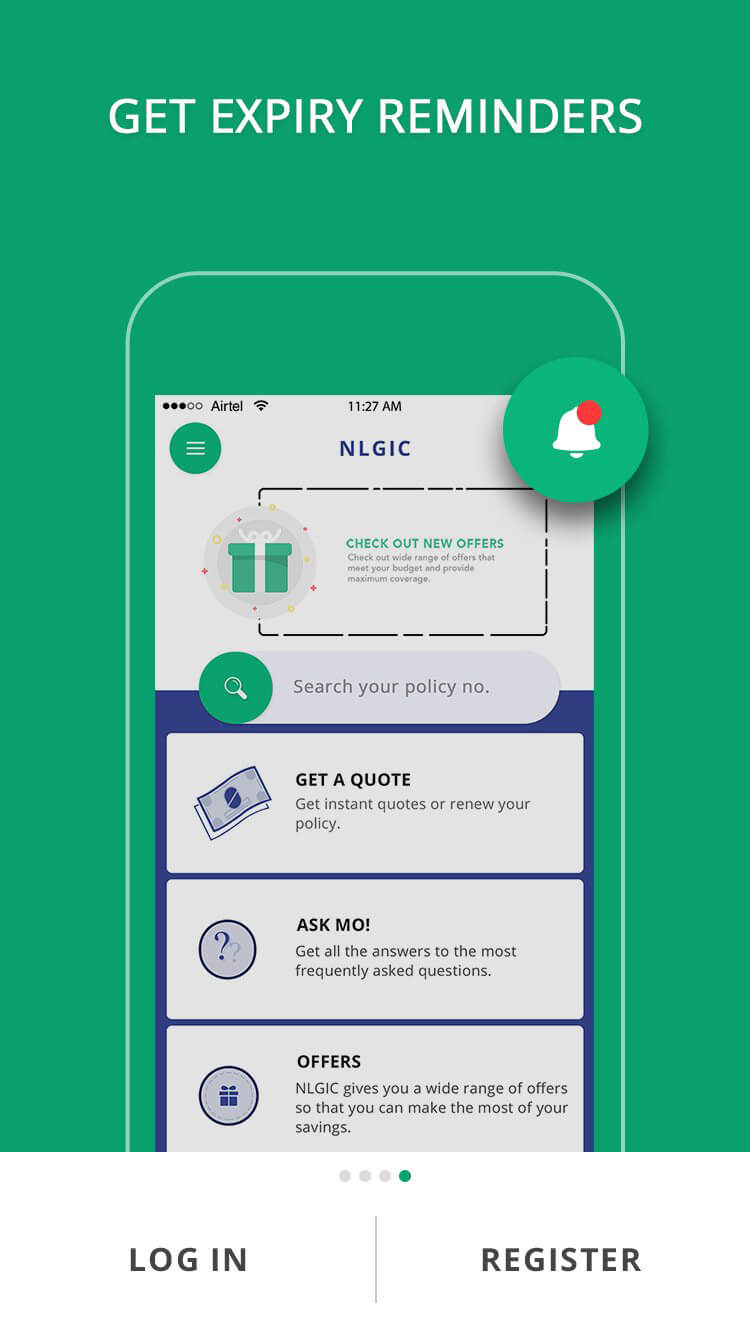 GET EXPIRY REMINDERS
Airtel
11:27 AM
NLGIC
CHECK OUT NEW OFFERS
Check out wide range of offers that
meet your budget and provide
maximum coverage.
Search your policy no.
GET A QUOTE
Get instant quotes or renew your
policy.
ASK MO!
Get all the answers to the most
frequently asked questions.
OFFERS
NLGIC gives you a wide range of offers
so that you can make the most of your
savings.
LOG IN
REGISTER